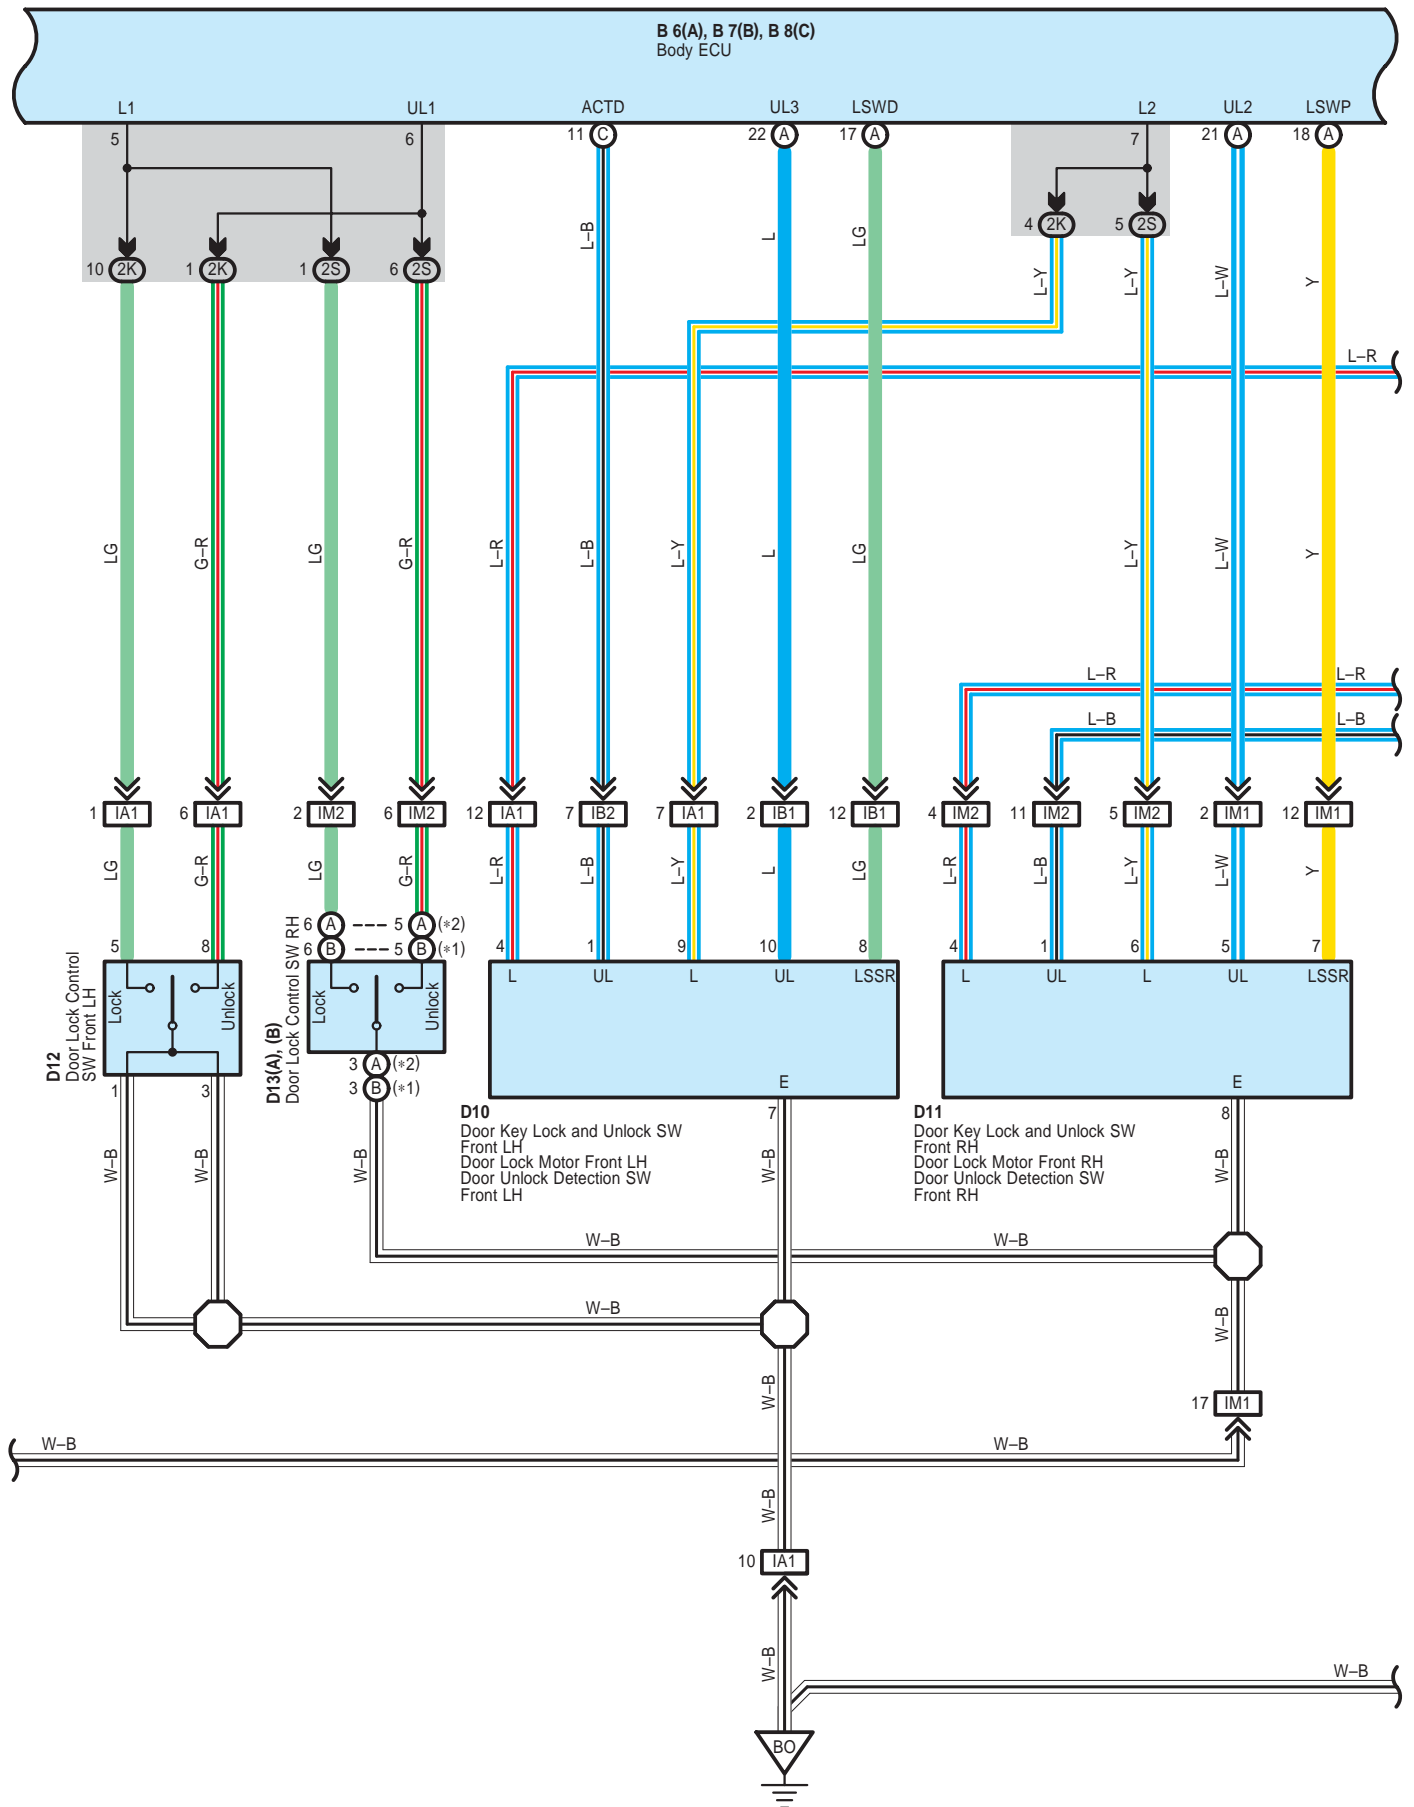 B 6(A), B 7(B), B 8(C)
Body ECU
L1 UL1 ACTD UL3 LSWD L2 UL2 LSWP
5 6 11 C 22 A 17 A 7 21 A 18 A
4 2K 5 2S
L–B L LG
10 2K 1 2K 1 2S 6 2S
L–Y L–Y L–W Y
L–R
LG G–R LG G–R L–R L–B L–Y L LG L–Y L–W Y
L–R L–R
L–B L–B
1 IA1 6 IA1 2 IM2 6 IM2 12 IA1 7 IB2 7 IA1 2 IB1 12 IB1 4 IM2 11 IM2 5 IM2 2 IM1 12 IM1
LG G–R LG G–R L–R L–B L–Y L LG L–R L–B L–Y L–W Y
6 A 5 A (∗2)
6 B 5 B (∗1)
5 8 4 1 9 10 8 4 1 6 5 7
L UL L UL LSSR L UL L UL LSSR
Lock Unlock Lock Unlock
D12
Door Lock Control
SW Front LH
D13(A), (B)
Door Lock Control SW RH
3 A (∗2)
3 B (∗1)
E E
1 3 7 8
D10
Door Key Lock and Unlock SW
Front LH
Door Lock Motor Front LH
Door Unlock Detection SW
Front LH
D11
Door Key Lock and Unlock SW
Front RH
Door Lock Motor Front RH
Door Unlock Detection SW
Front RH
W–B W–B W–B W–B W–B
W–B W–B
W–B W–B
W–B
17 IM1
W–B W–B
W–B
10 IA1
W–B W–B
BO